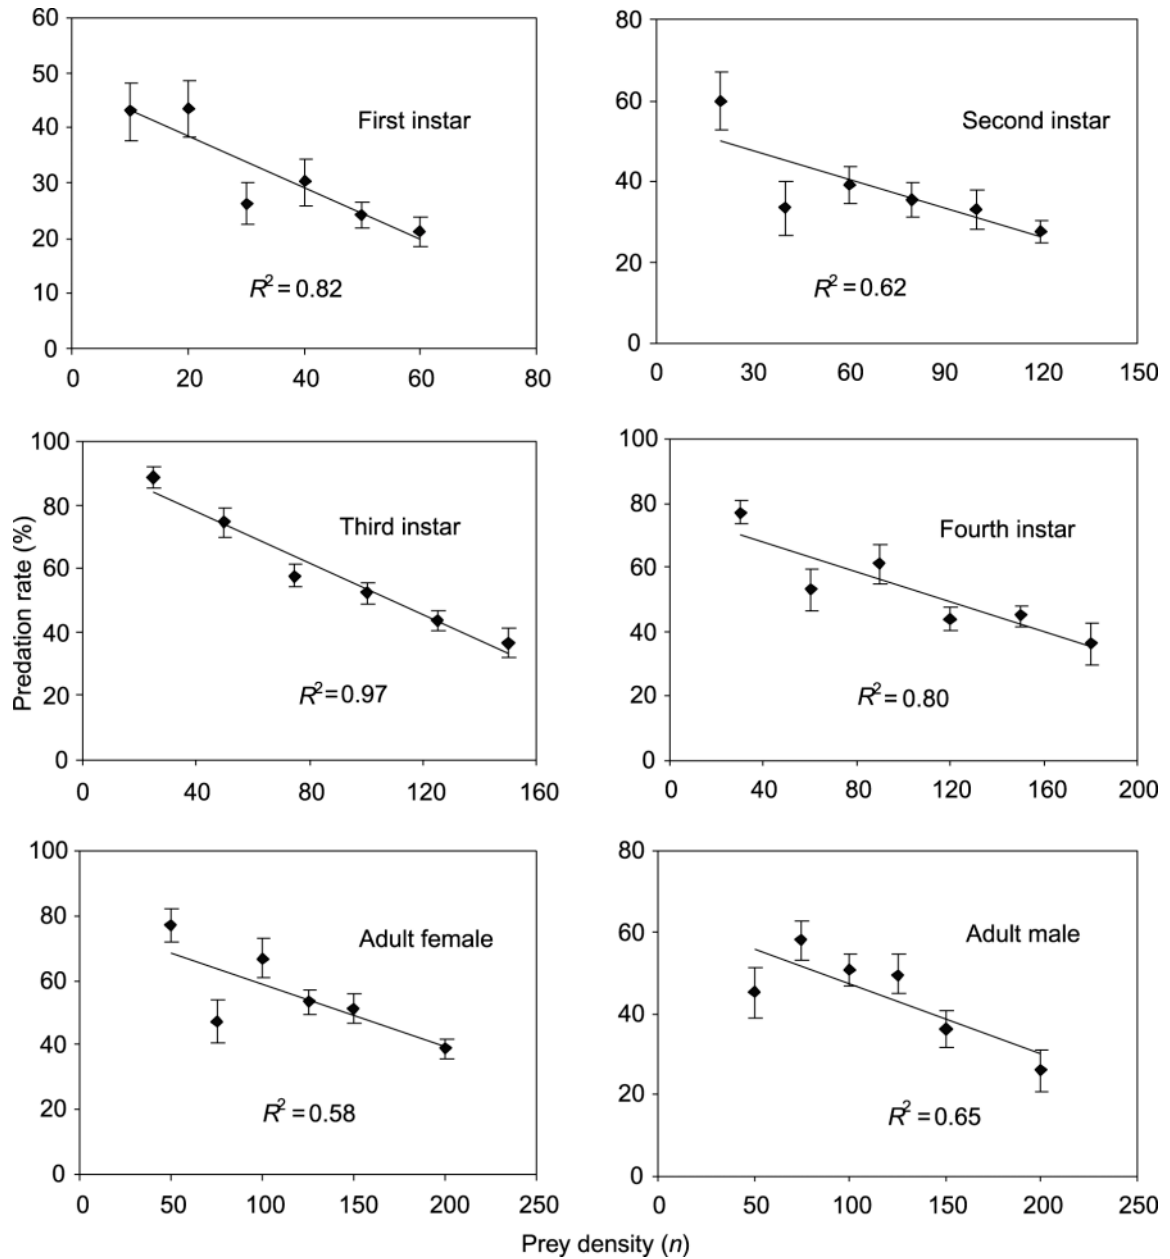 60
50
40
30
20
10
0
0 20 40 60 80
First instar
R² = 0.82
80
60
40
20
0
0 30 60 90 120 150
Second instar
R² = 0.62
Predation rate (%)
100
80
60
40
20
0
0 40 80 120 160
Third instar
R² = 0.97
100
80
60
40
20
0
0 40 80 120 160 200
Fourth instar
R² = 0.80
100
80
60
40
20
0
0 50 100 150 200 250
Adult female
R² = 0.58
80
60
40
20
0
0 50 100 150 200 250
Adult male
R² = 0.65
Prey density (n)